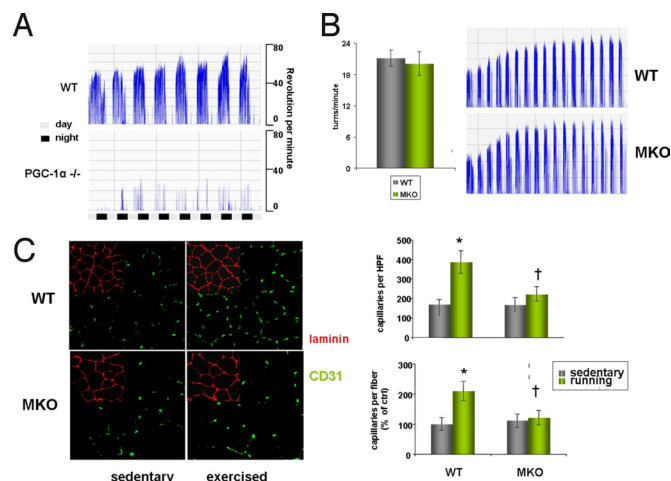 A
WT
80
40
0
Revolution per minute
day
night
PGC-1α -/-
80
40
0
B
turns/minute
24
18
12
6
0
WT
MKO
WT
MKO
C
WT
MKO
laminin
CD31
sedentary
exercised
capillaries per HPF
500
400
300
200
100
0
*
†
sedentary
running
capillaries per fiber
(% of ctrl)
300
200
100
0
*
†
WT
MKO